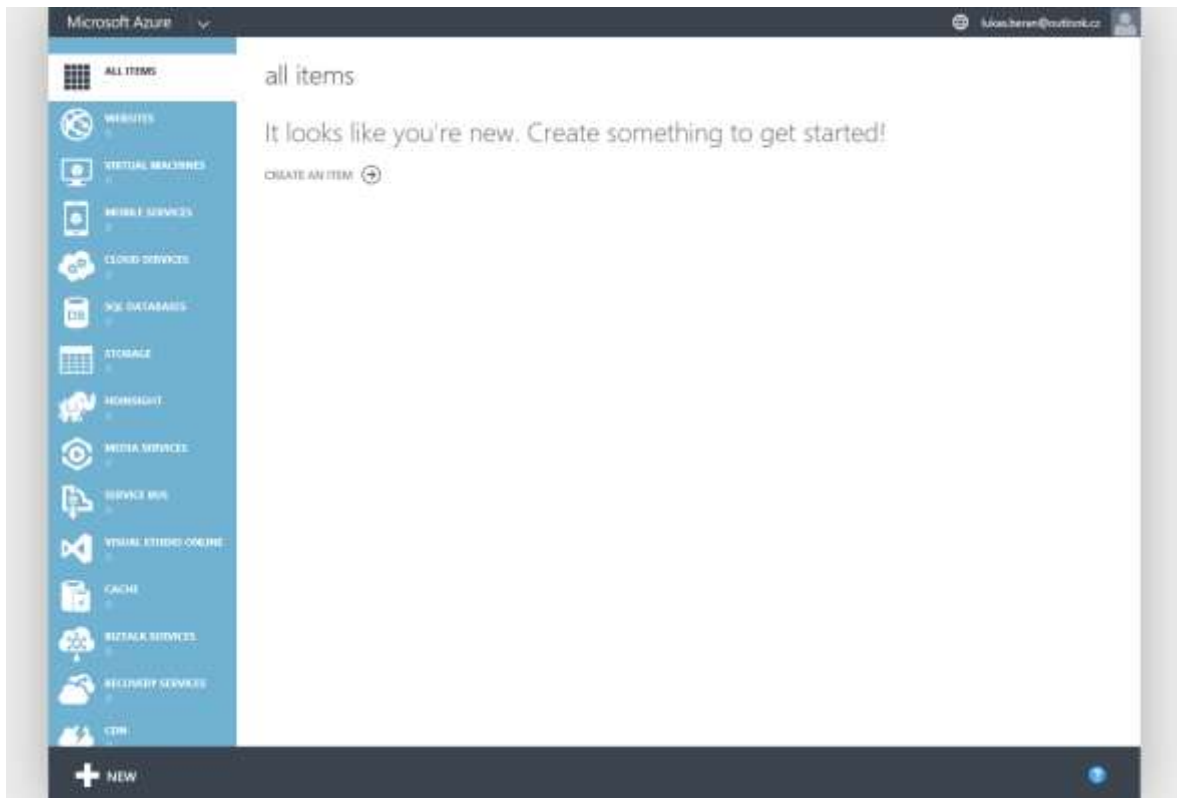 Microsoft Azure
ALL ITEMS
WEBSITES
VIRTUAL MACHINES
MOBILE SERVICES
CLOUD SERVICES
SQL DATABASES
DB
STORAGE
HDINSIGHT
MEDIA SERVICES
SERVICE BUS
VISUAL STUDIO ONLINE
CACHE
BIZTALK SERVICES
RECOVERY SERVICES
CDN
all items
It looks like you're new. Create something to get started!
CREATE AN ITEM
NEW
?